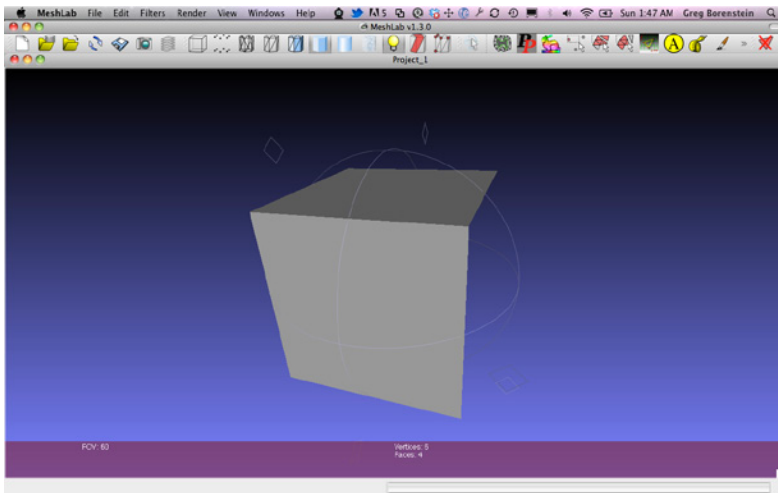 MeshLab File Edit Filters Render View Windows Help 5 Sun 1:47 AM Greg Borenstein
MeshLab v1.3.0
A
Project_1
FOV: 60
Vertices: 6
Faces: 4